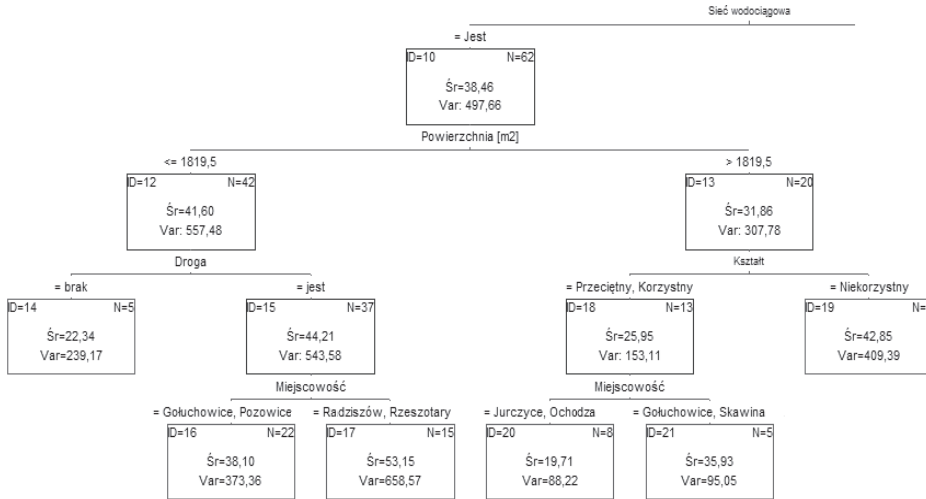 Sieć wodociągowa
= Jest
ID=10 N=62
Śr=38,46
Var: 497,66
Powierzchnia [m2]
<= 1819,5 > 1819,5
ID=12 N=42 ID=13 N=20
Śr=41,60 Śr=31,86
Var: 557,48 Var: 307,78
Droga Kształt
= brak = jest = Przeciętny, Korzystny = Niekorzystny
ID=14 N=5 ID=15 N=37 ID=18 N=13 ID=19 N=
Śr=22,34 Śr=44,21 Śr=25,95 Śr=42,85
Var=239,17 Var: 543,58 Var: 153,11 Var=409,39
Miejscowość Miejscowość
= Gołuchowice, Pozowice = Radziszów, Rzeszotary = Jurczyce, Ochodza = Gołuchowice, Skawina
ID=16 N=22 ID=17 N=15 ID=20 N=8 ID=21 N=5
Śr=38,10 Śr=53,15 Śr=19,71 Śr=35,93
Var=373,36 Var=658,57 Var=88,22 Var=95,05